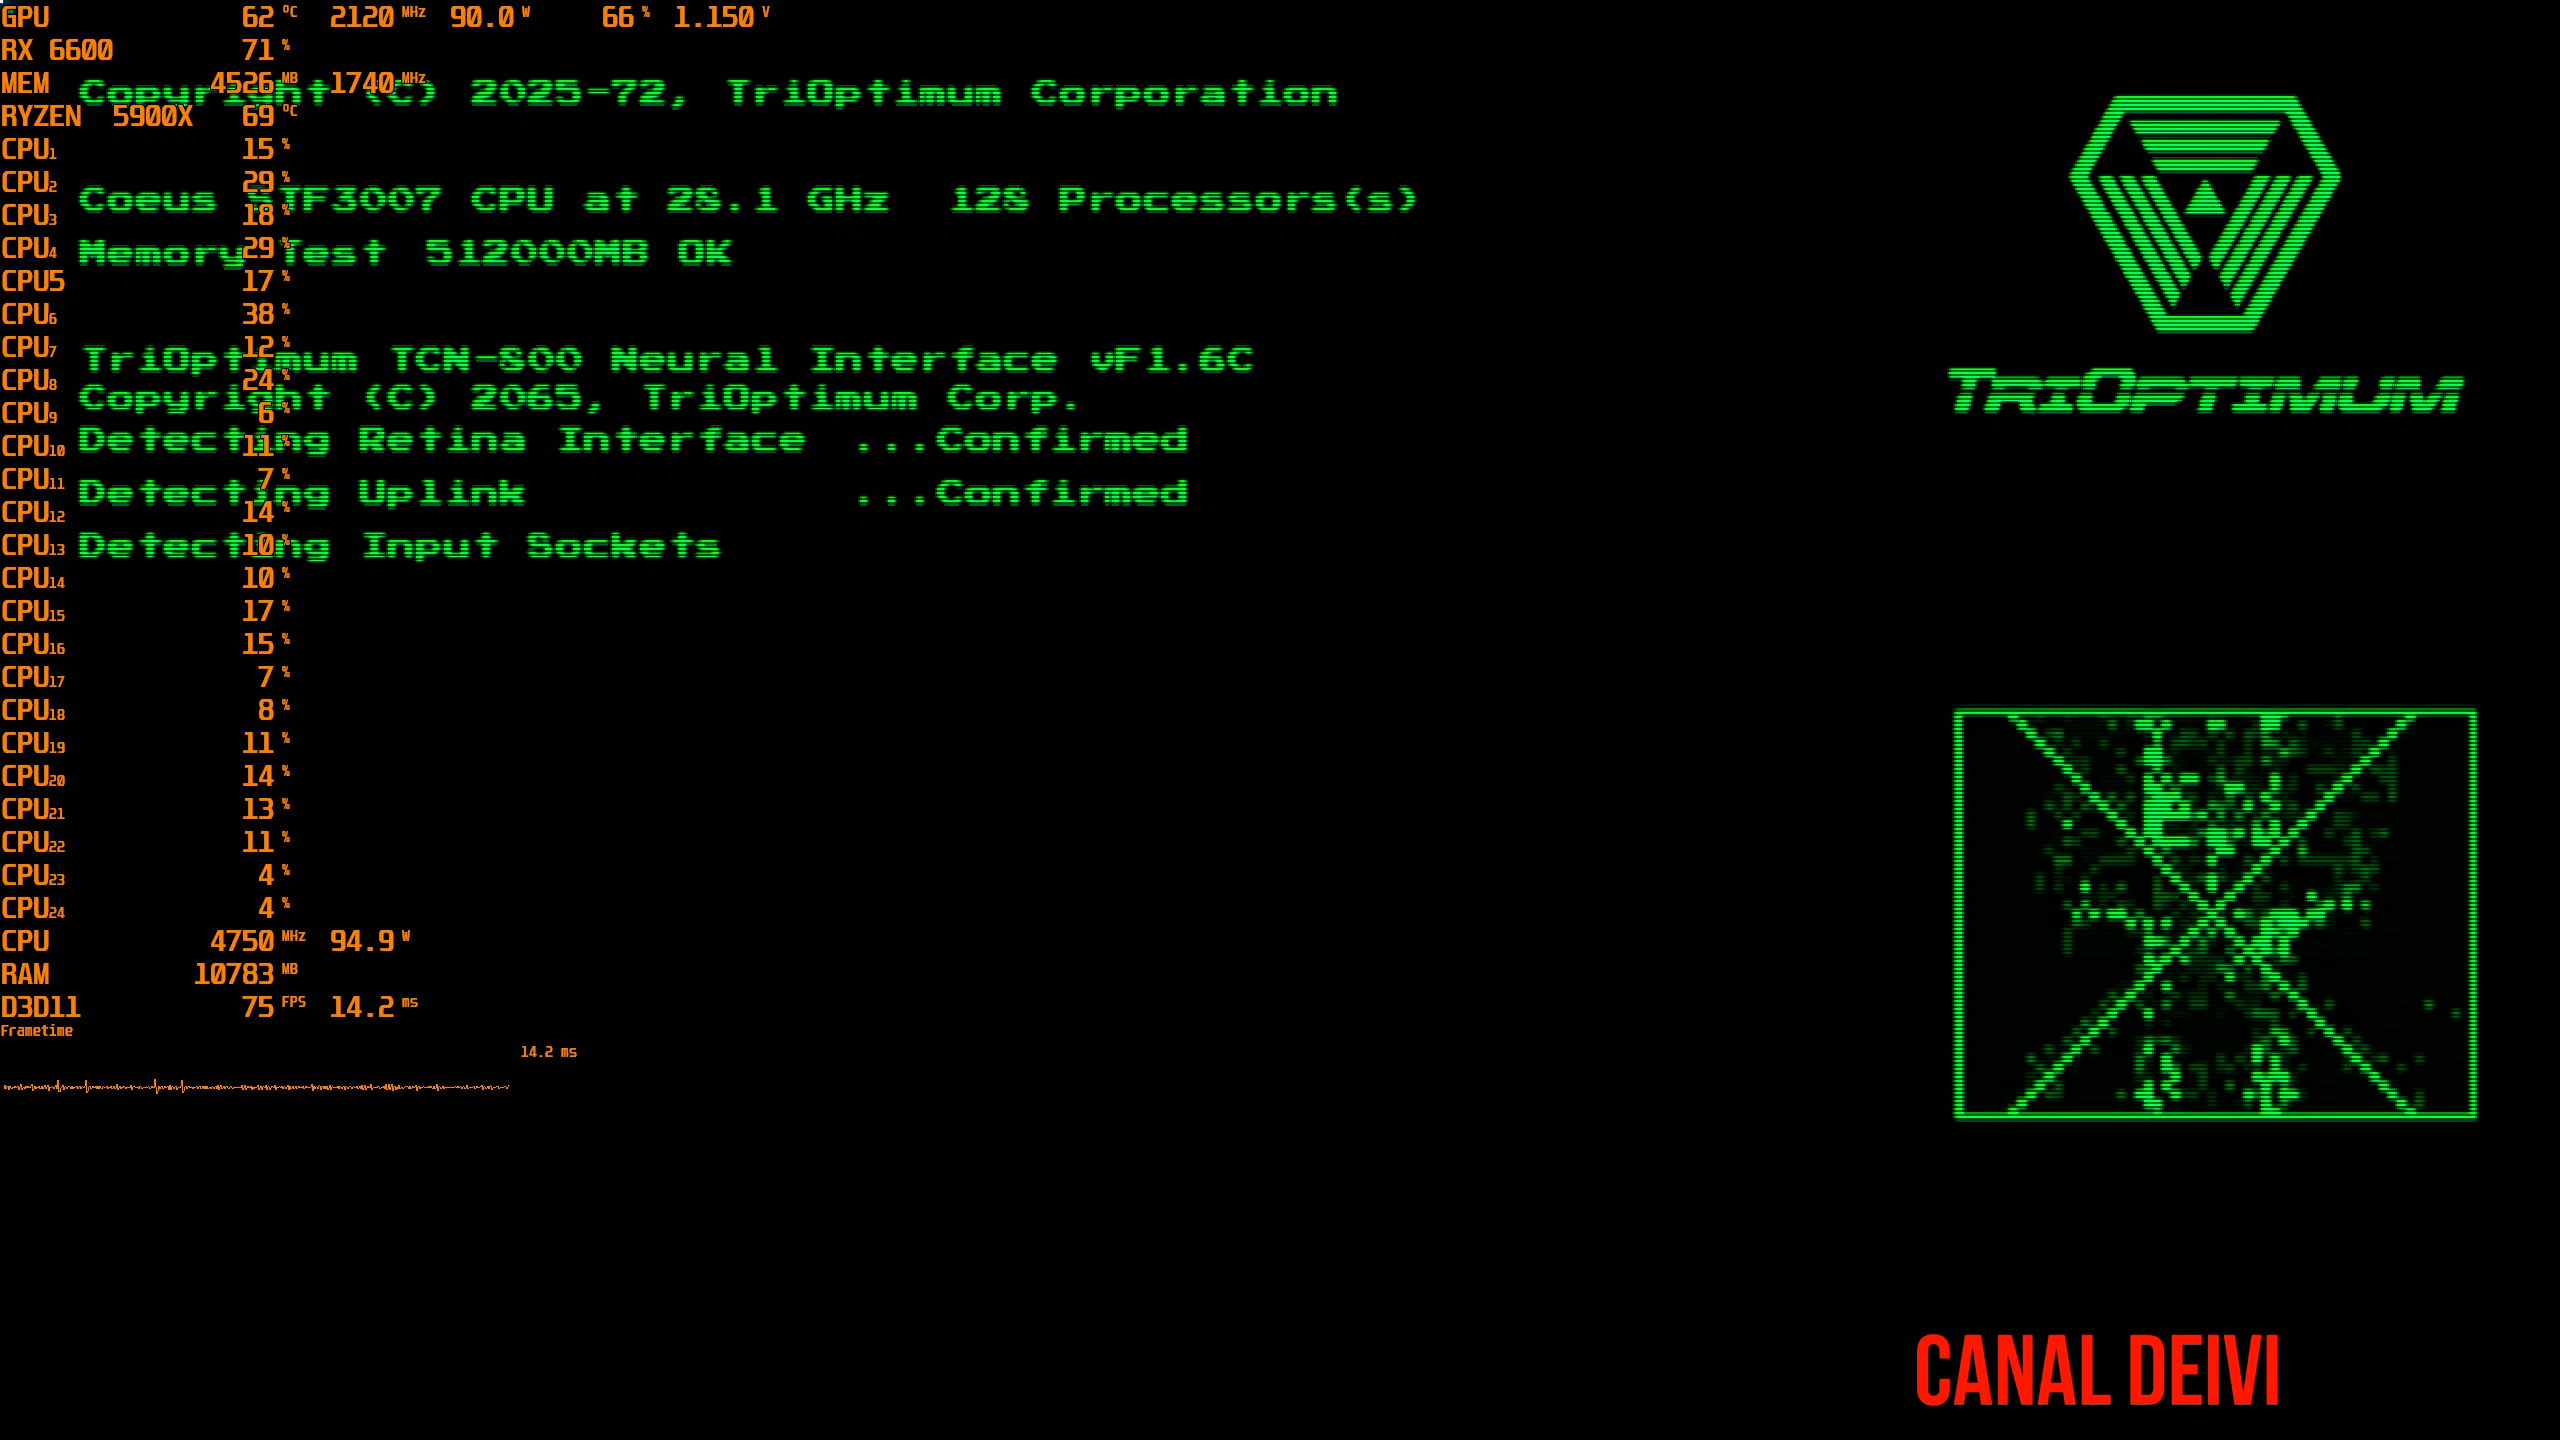 GPU 62 °C 2120 MHz 90.0 W 66 % 1.150 V
RX 6600 71 %
MEM 4526 MB 1740 MHz
Copyright (C) 2025-72, TriOptimum Corporation
RYZEN 5900X 69 °C
CPU1 15 %
CPU2 29 %
Coeus STF3007 CPU at 28.1 GHz 128 Processors(s)
CPU3 18 %
CPU4 29 %
Memory Test 512000MB OK
CPU5 17 %
CPU6 38 %
CPU7 12 %
TriOptimum TCN-800 Neural Interface vF1.6C
CPU8 24 %
Copyright (C) 2065, TriOptimum Corp.
CPU9 6 %
Detecting Retina Interface ...Confirmed
CPU10 11 %
CPU11 7 %
Detecting Uplink ...Confirmed
CPU12 14 %
CPU13 10 %
Detecting Input Sockets
CPU14 10 %
CPU15 17 %
CPU16 15 %
CPU17 7 %
CPU18 8 %
CPU19 11 %
CPU20 14 %
CPU21 13 %
CPU22 11 %
CPU23 4 %
CPU24 4 %
CPU 4750 MHz 94.9 W
RAM 10783 MB
D3D11 75 FPS 14.2 ms
Frametime
14.2 ms
TRIOPTIMUM
CANAL DEIVI